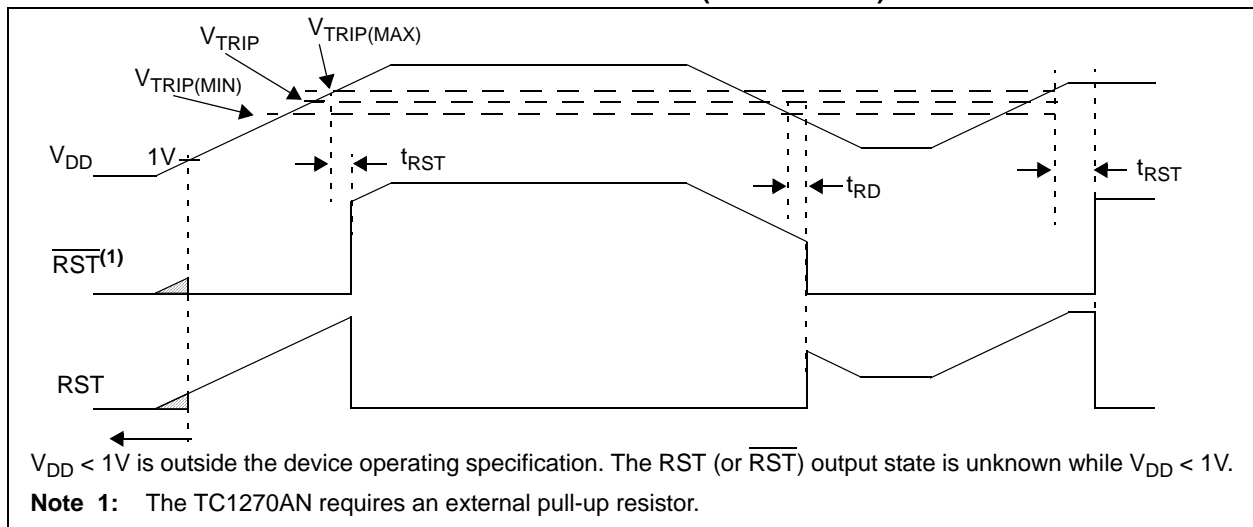 V_TRIP
V_TRIP(MAX)
V_TRIP(MIN)
V_DD
1V
t_RST
t_RD
t_RST
R̅S̅T̅(1)
RST
V_DD < 1V is outside the device operating specification. The RST (or R̅S̅T̅) output state is unknown while V_DD < 1V.
Note 1: The TC1270AN requires an external pull-up resistor.